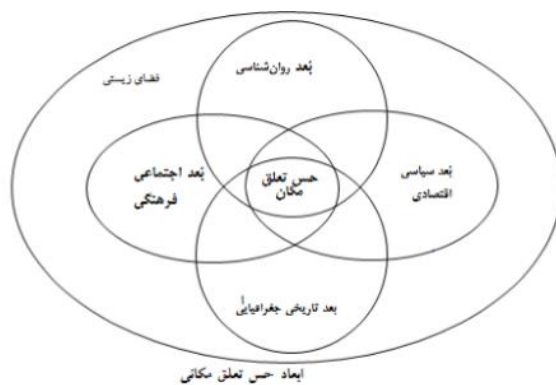 بُعد روان‌شناسی
فضای زیستی
بُعد سیاسی
اقتصادی
حس تعلق
مکان
بُعد اجتماعی
فرهنگی
بعد تاریخی جغرافیایی
ابعاد حس تعلق مکانی